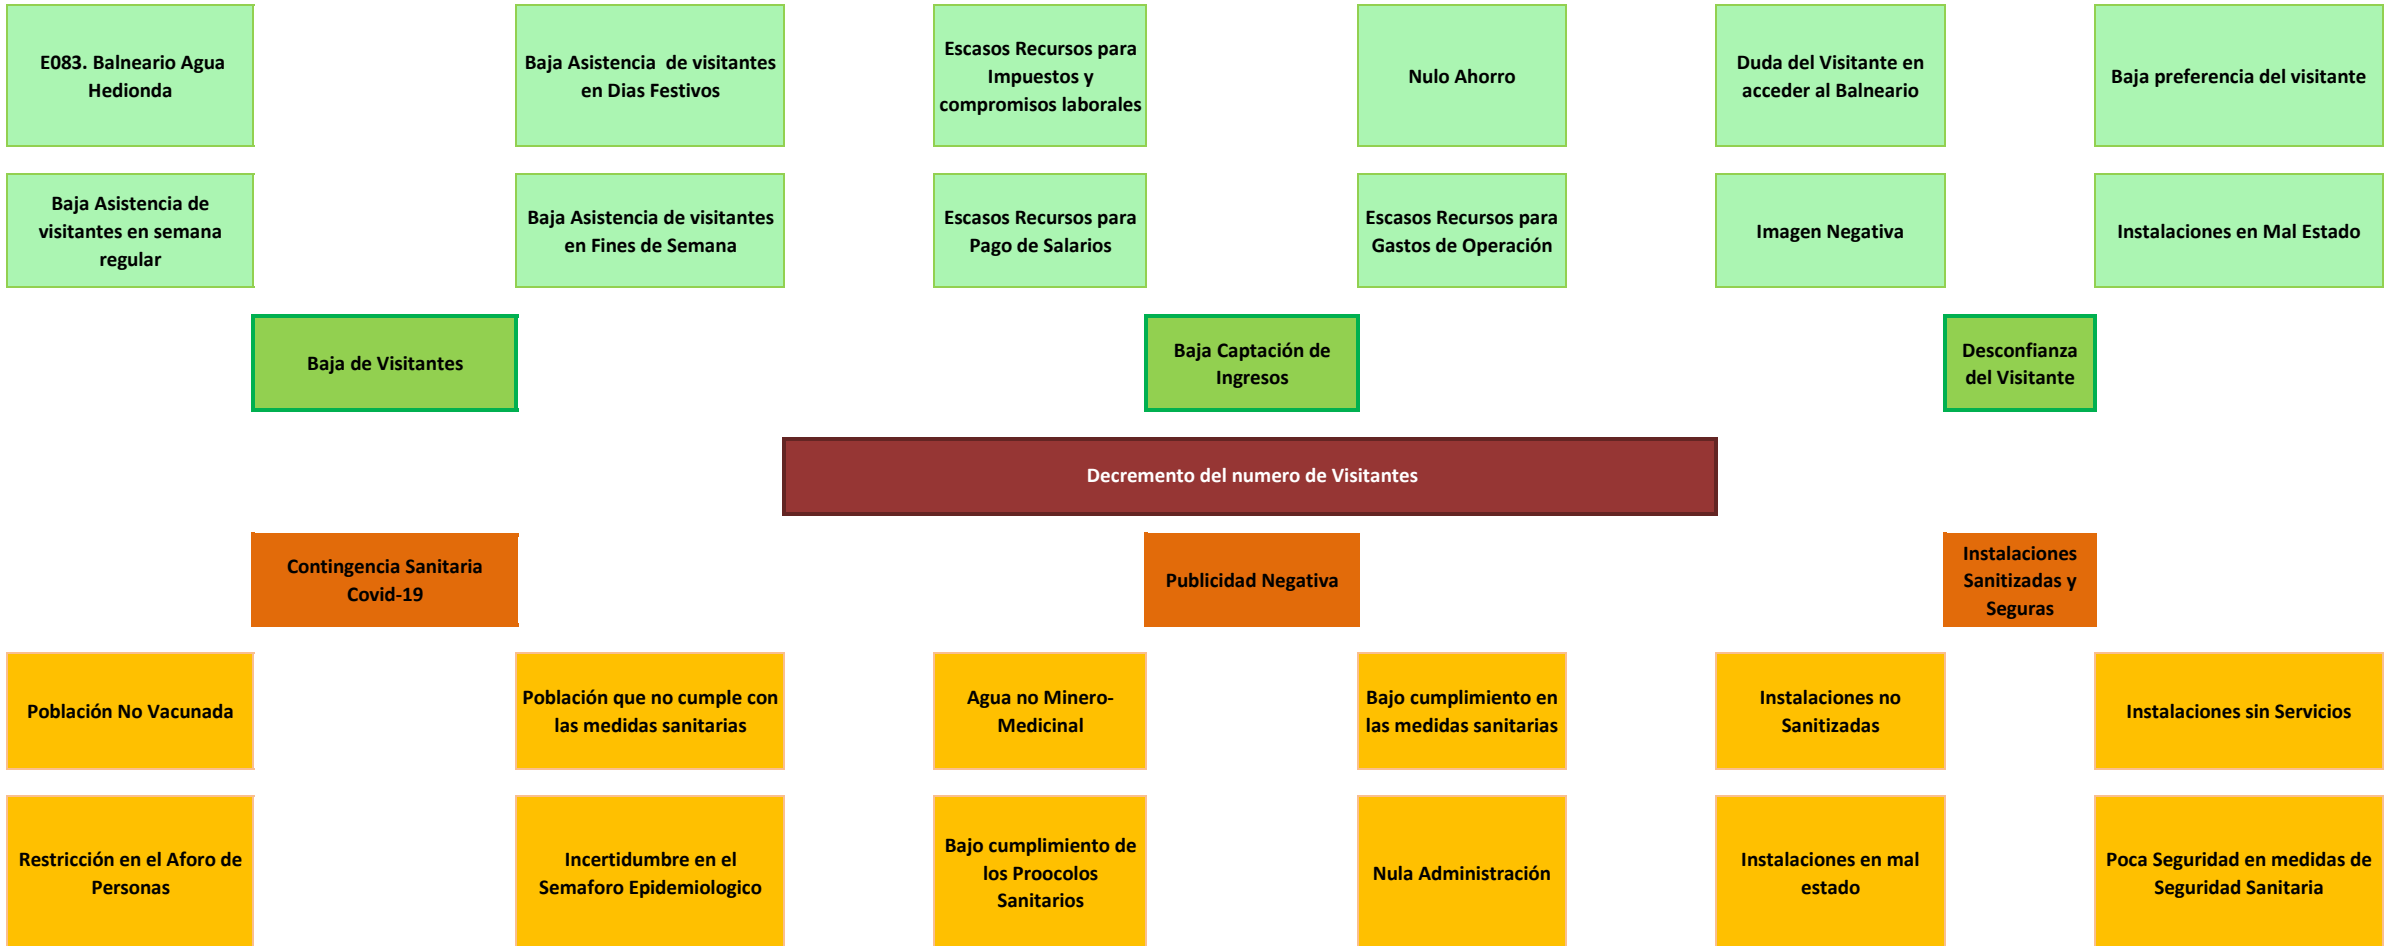 E083. Balneario Agua
Hedionda
Baja Asistencia  de visitantes
en Dias Festivos
Escasos Recursos para
Impuestos y
compromisos laborales
Nulo Ahorro
Duda del Visitante en
acceder al Balneario
Baja preferencia del visitante
Baja Asistencia de
visitantes en semana
regular
Baja Asistencia de visitantes
en Fines de Semana
Escasos Recursos para
Pago de Salarios
Escasos Recursos para
Gastos de Operación
Imagen Negativa
Instalaciones en Mal Estado
Baja de Visitantes
Baja Captación de
Ingresos
Desconfianza
del Visitante
Decremento del numero de Visitantes
Contingencia Sanitaria
Covid-19
Publicidad Negativa
Instalaciones
Sanitizadas y
Seguras
Población No Vacunada
Población que no cumple con
las medidas sanitarias
Agua no Minero-
Medicinal
Bajo cumplimiento en
las medidas sanitarias
Instalaciones no
Sanitizadas
Instalaciones sin Servicios
Restricción en el Aforo de
Personas
Incertidumbre en el
Semaforo Epidemiologico
Bajo cumplimiento de
los Proocolos
Sanitarios
Nula Administración
Instalaciones en mal
estado
Poca Seguridad en medidas de
Seguridad Sanitaria